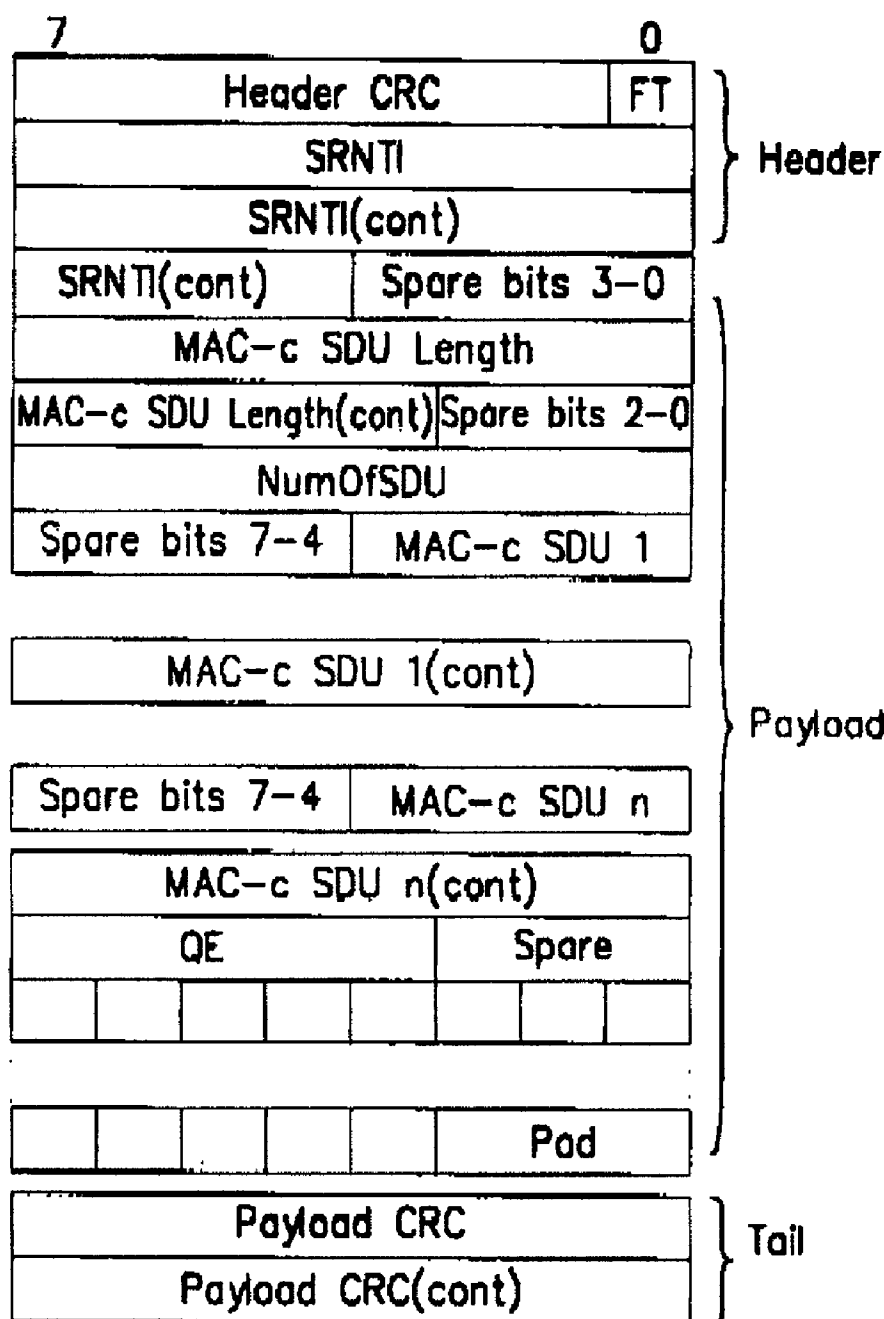 7 0
Header CRC FT
SRNTI
Header
SRNTI(cont)
SRNTI(cont) Spare bits 3-0
MAC-c SDU Length
MAC-c SDU Length(cont) Spare bits 2-0
NumOfSDU
Spare bits 7-4 MAC-c SDU 1
MAC-c SDU 1(cont)
Payload
Spare bits 7-4 MAC-c SDU n
MAC-c SDU n(cont)
QE Spare
Pad
Payload CRC
Tail
Payload CRC(cont)